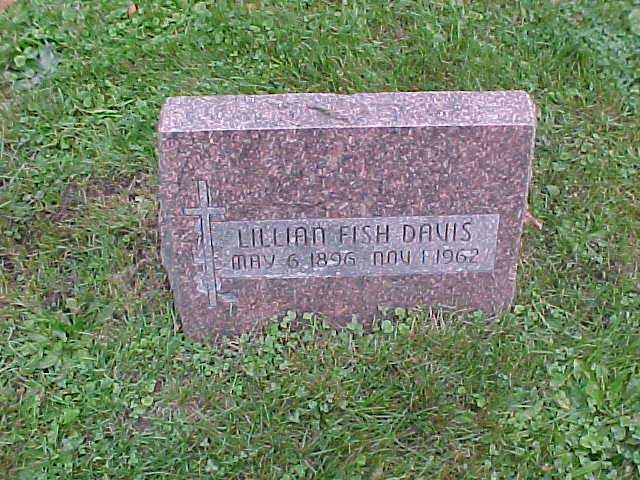 LILLIAN FISH DAVIS
MAY 6 1896 NOV 1 1962